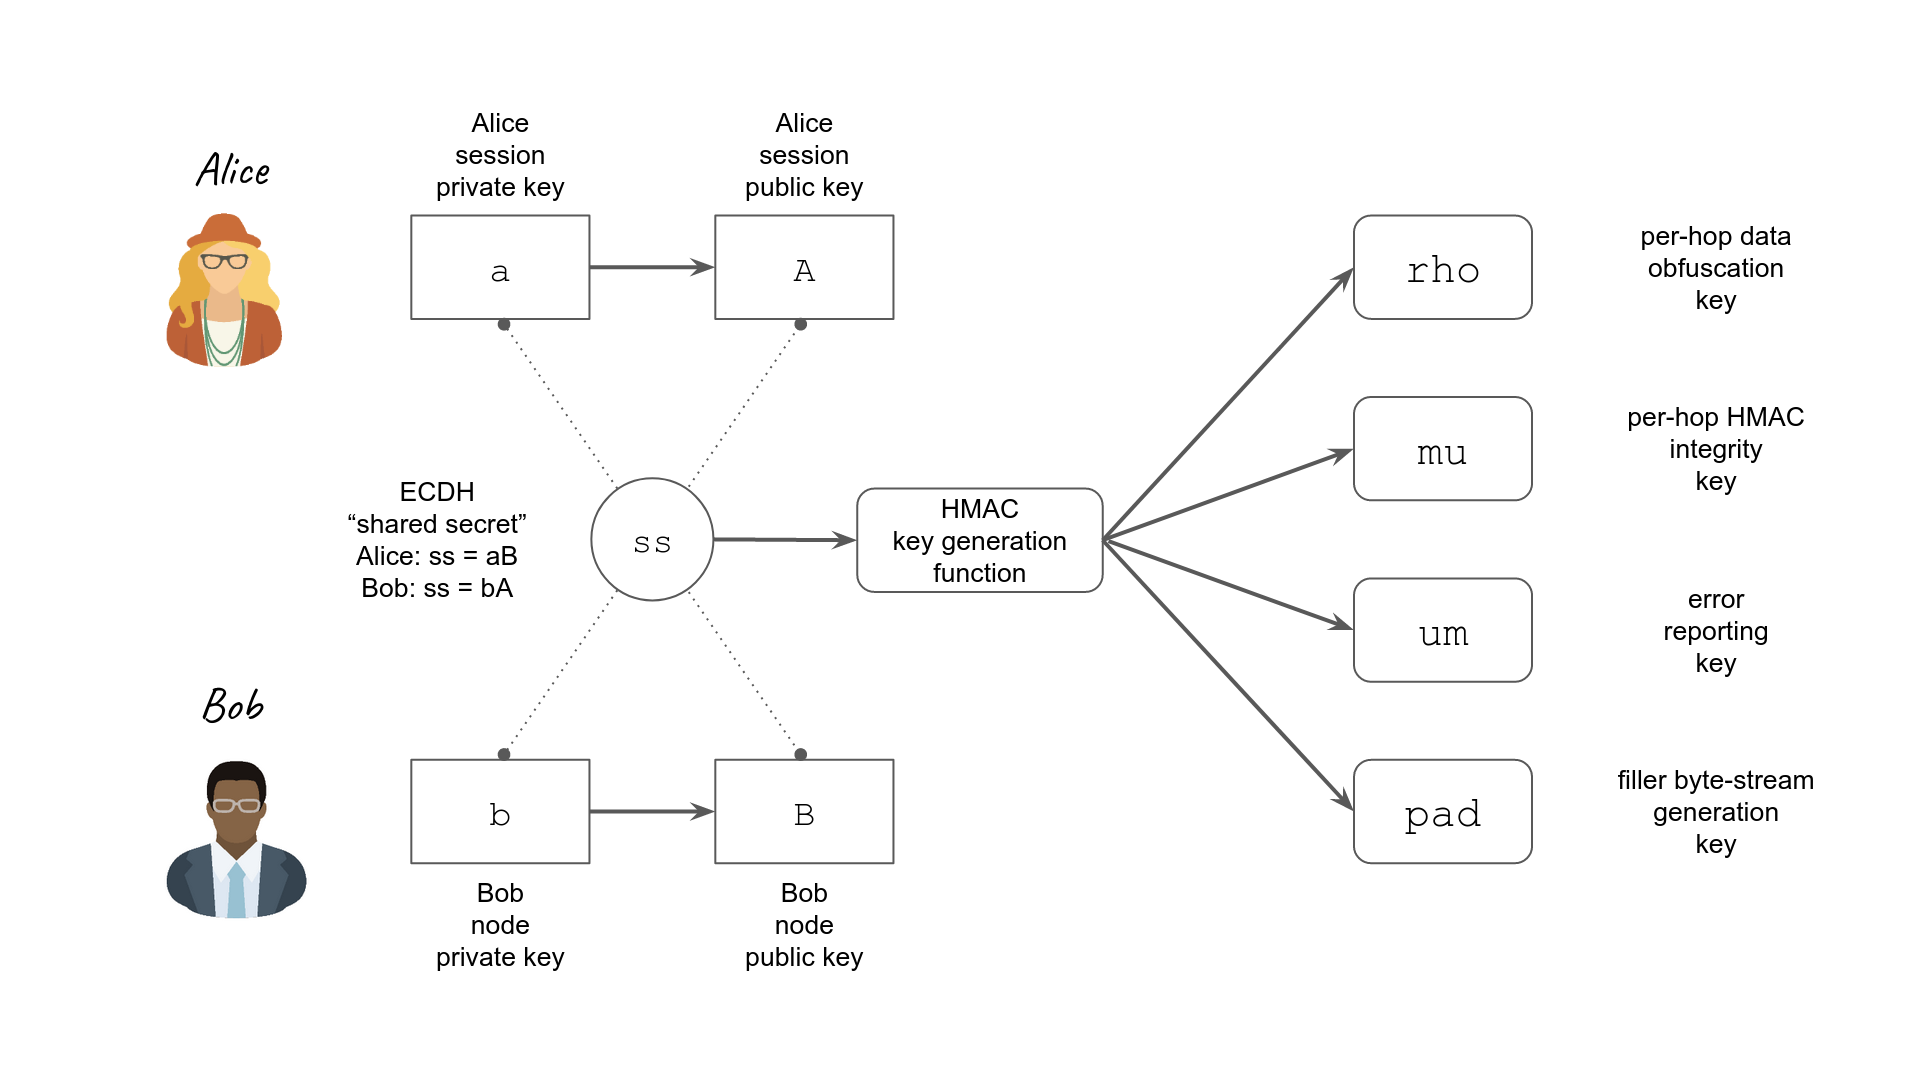 Alice
Alice
session
private key
a
Alice
session
public key
A
ECDH
“shared secret”
Alice: ss = aB
Bob: ss = bA
ss
HMAC
key generation
function
Bob
b
Bob
node
private key
B
Bob
node
public key
rho
per-hop data
obfuscation
key
mu
per-hop HMAC
integrity
key
um
error
reporting
key
pad
filler byte-stream
generation
key